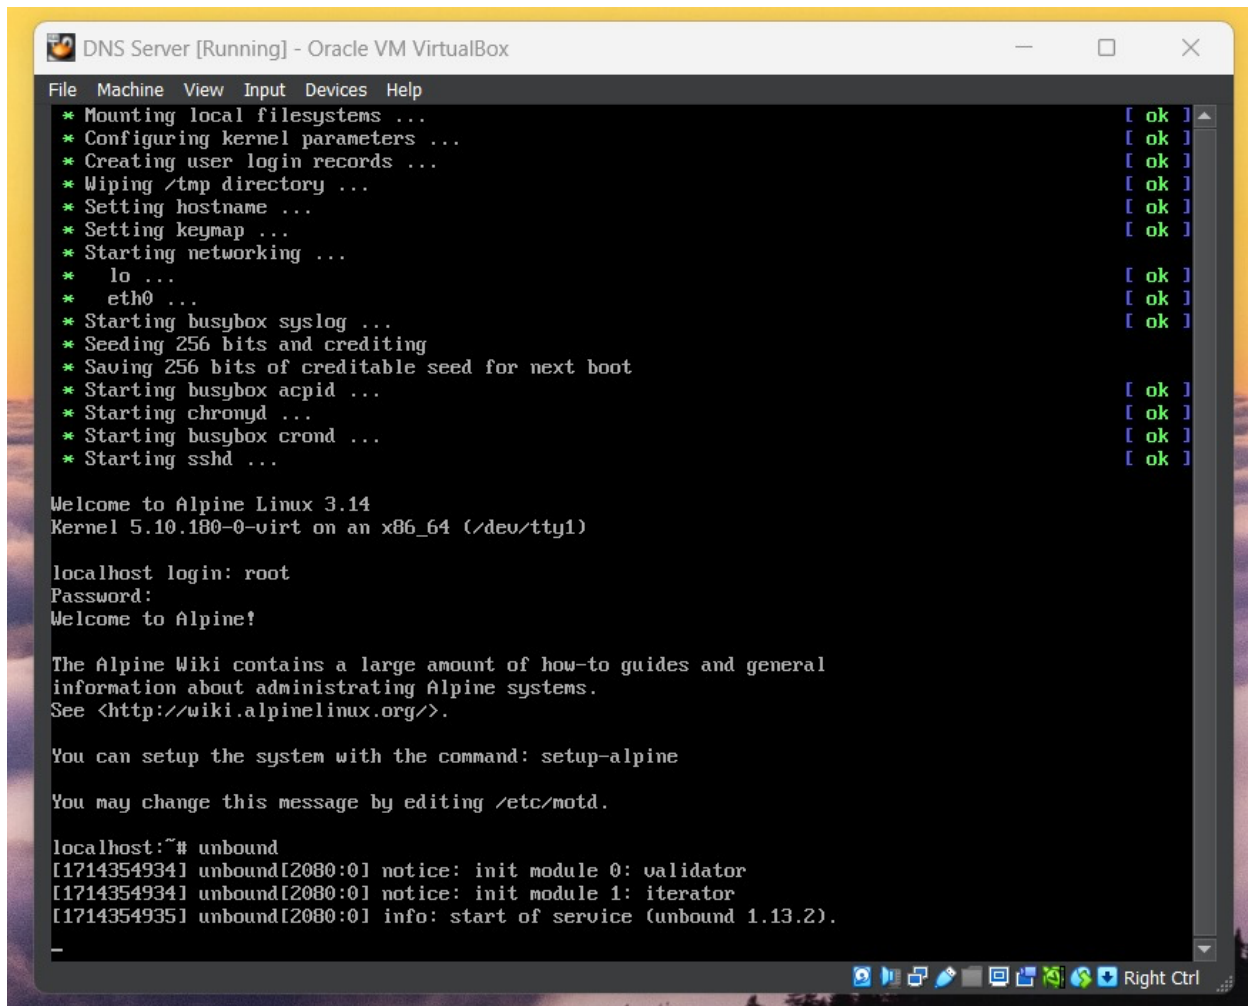 DNS Server [Running] - Oracle VM VirtualBox
File Machine View Input Devices Help
* Mounting local filesystems ... [ ok ]
* Configuring kernel parameters ... [ ok ]
* Creating user login records ... [ ok ]
* Wiping /tmp directory ... [ ok ]
* Setting hostname ... [ ok ]
* Setting keymap ... [ ok ]
* Starting networking ...
* lo ... [ ok ]
* eth0 ... [ ok ]
* Starting busybox syslog ... [ ok ]
* Seeding 256 bits and crediting
* Saving 256 bits of creditable seed for next boot
* Starting busybox acpid ... [ ok ]
* Starting chronyd ... [ ok ]
* Starting busybox crond ... [ ok ]
* Starting sshd ... [ ok ]
Welcome to Alpine Linux 3.14
Kernel 5.10.180-0-virt on an x86_64 (/dev/tty1)
localhost login: root
Password:
Welcome to Alpine!
The Alpine Wiki contains a large amount of how-to guides and general
information about administrating Alpine systems.
See <http://wiki.alpinelinux.org/>.
You can setup the system with the command: setup-alpine
You may change this message by editing /etc/motd.
localhost:~# unbound
[1714354934] unbound[2080:0] notice: init module 0: validator
[1714354934] unbound[2080:0] notice: init module 1: iterator
[1714354935] unbound[2080:0] info: start of service (unbound 1.13.2).
Right Ctrl